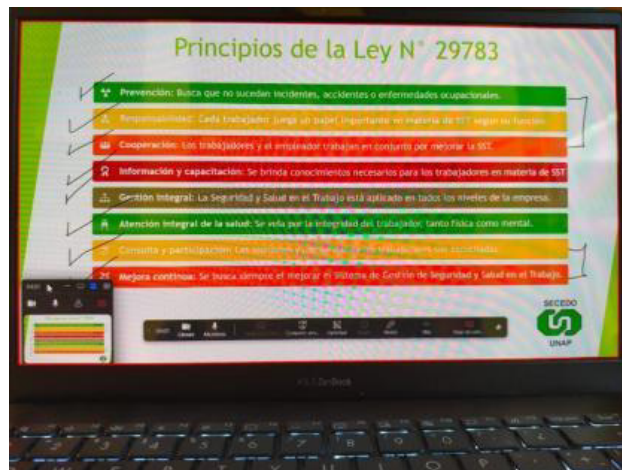 Principios de la Ley N° 29783
Prevención: Busca que no sucedan incidentes, accidentes o enfermedades ocupacionales.
Responsabilidad: Cada trabajador juega un papel importante en materia de SST según su función.
Cooperación: Los trabajadores y el empleador trabajan en conjunto por mejorar la SST.
Información y capacitación: Se brinda conocimientos necesarios para los trabajadores en materia de SST
Gestión Integral: La Seguridad y Salud en el Trabajo está aplicado en todos los niveles de la empresa.
Atención integral de la salud: Se vela por la integridad del trabajador, tanto física como mental.
Consulta y participación: Las
Mejora continua: Se busca siempre el mejorar el Sistema de Gestión de Seguridad y Salud en el Trabajo.
SECEDO
UNAP